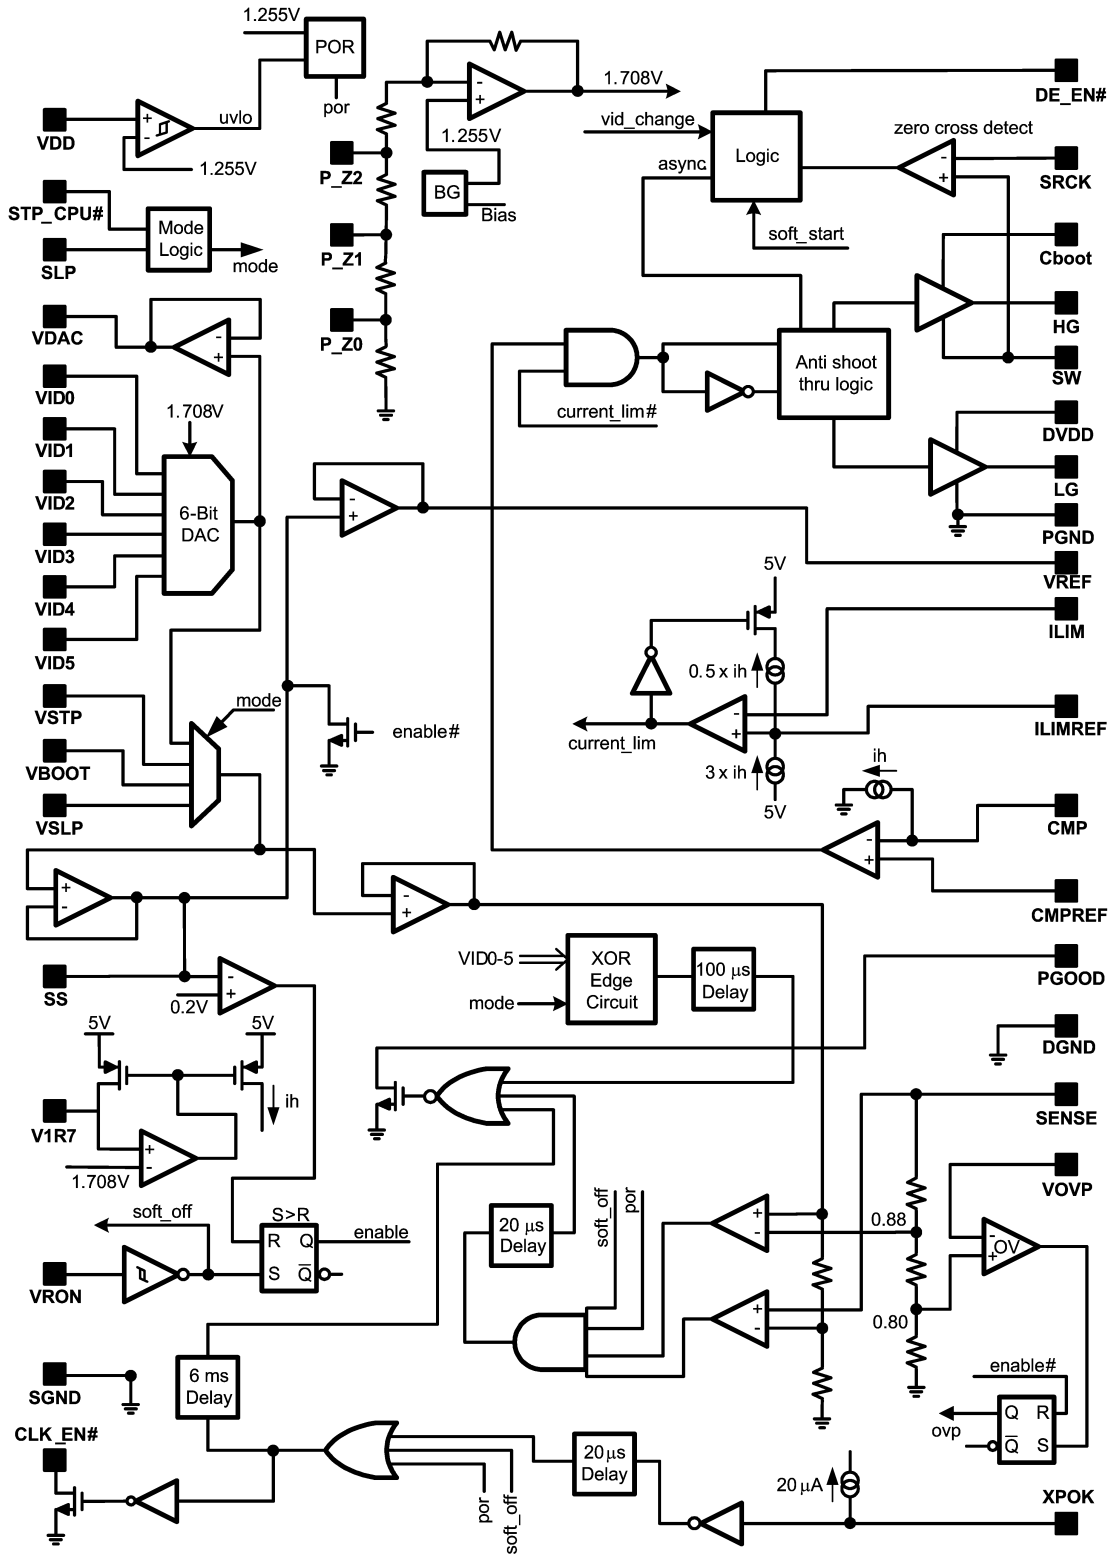 1.255V
POR
por
uvlo
VDD
+
-
1.255V
STP_CPU#
SLP
Mode
Logic
mode
VDAC
-
+
VID0
VID1
VID2
VID3
VID4
VID5
1.708V
6-Bit
DAC
VSTP
VBOOT
VSLP
mode
P_Z2
P_Z1
P_Z0
-
+
1.708V
1.255V
BG
Bias
vid_change
async
Logic
soft_start
DE_EN#
zero cross detect
-
+
SRCK
Cboot
HG
SW
Anti shoot
thru logic
current_lim#
DVDD
LG
PGND
VREF
-
+
5V
0.5 x ih
-
+
current_lim
3 x ih
5V
ILIM
ILIMREF
enable#
ih
-
+
CMP
CMPREF
+
-
-
+
SS
0.2V
-
+
VID0-5
mode
XOR
Edge
Circuit
100 µs
Delay
PGOOD
DGND
5V
5V
ih
V1R7
+
-
1.708V
SENSE
VOVP
soft_off
VRON
S>R
R
Q
S
Q
enable
20 µs
Delay
soft_off
por
+
-
0.88
-
+
OV
+
-
0.80
enable#
Q
R
Q
S
ovp
SGND
6 ms
Delay
CLK_EN#
por
soft_off
20µs
Delay
20 µA
XPOK